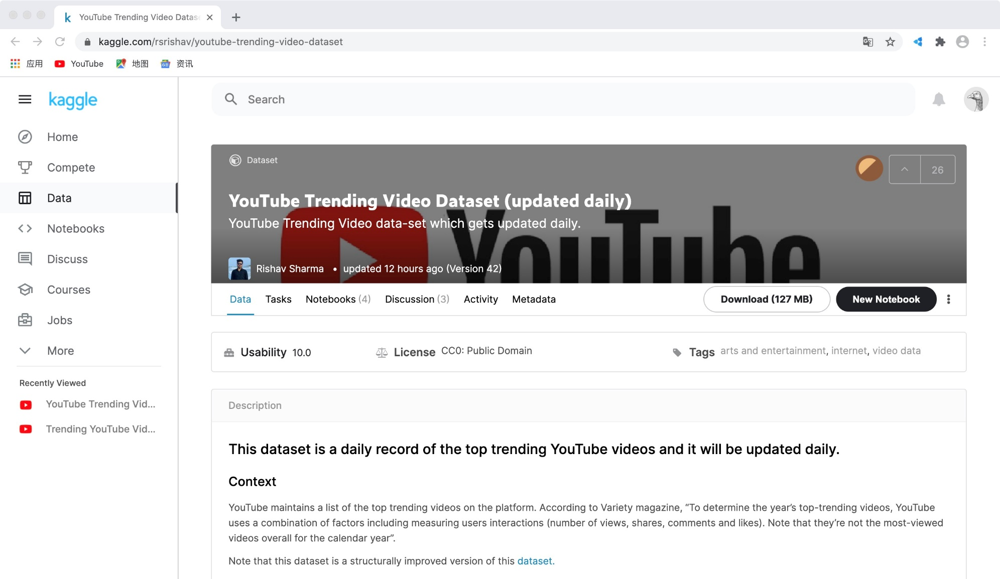 YouTube Trending Video Datase
kaggle.com/rsrishav/youtube-trending-video-dataset
应用 YouTube 地图 资讯
kaggle
Search
Home
Compete
Data
Notebooks
Discuss
Courses
Jobs
More
Recently Viewed
YouTube Trending Vid...
Trending YouTube Vid...
Dataset
26
YouTube Trending Video Dataset (updated daily)
YouTube Trending Video data-set which gets updated daily.
YouTube
Rishav Sharma • updated 12 hours ago (Version 42)
Data Tasks Notebooks (4) Discussion (3) Activity Metadata Download (127 MB) New Notebook
Usability 10.0 License CC0: Public Domain Tags arts and entertainment, internet, video data
Description
This dataset is a daily record of the top trending YouTube videos and it will be updated daily.
Context
YouTube maintains a list of the top trending videos on the platform. According to Variety magazine, “To determine the year’s top-trending videos, YouTube
uses a combination of factors including measuring users interactions (number of views, shares, comments and likes). Note that they’re not the most-viewed
videos overall for the calendar year”.
Note that this dataset is a structurally improved version of this dataset.